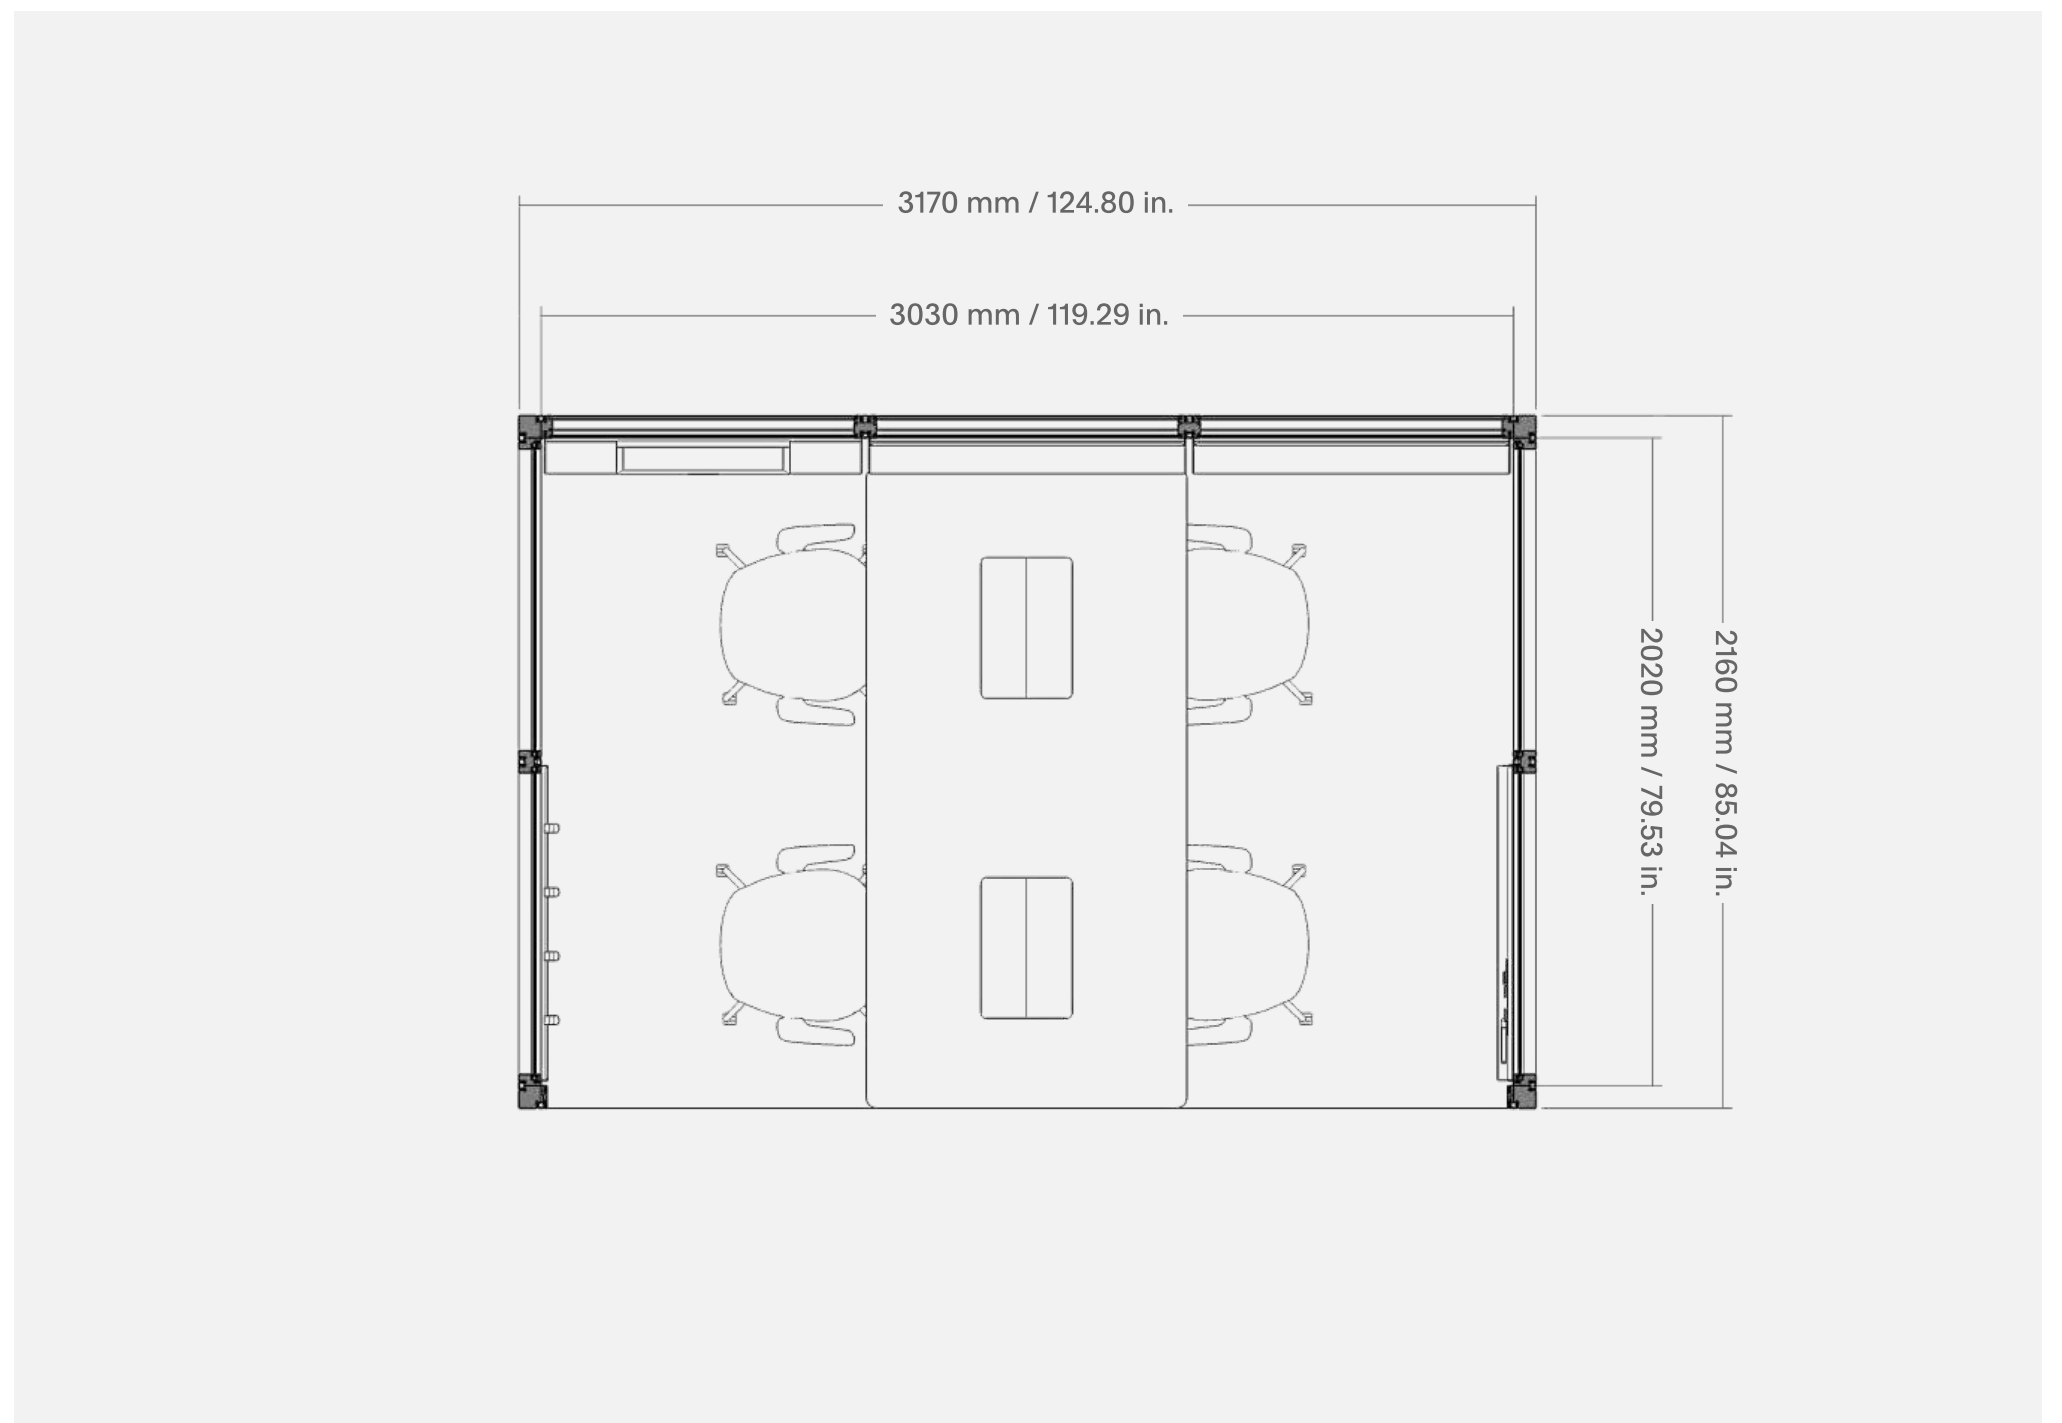 3170 mm / 124.80 in.
3030 mm / 119.29 in.
2020 mm / 79.53 in.
2160 mm / 85.04 in.